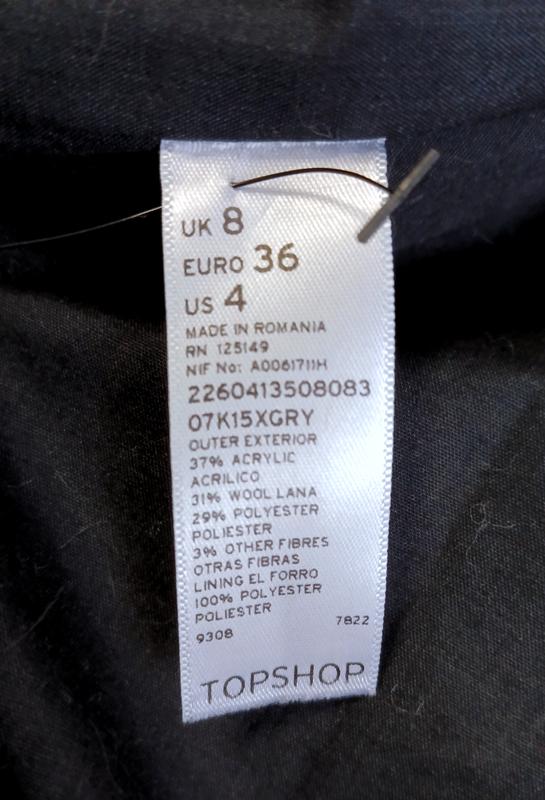 UK 8
EURO 36
US 4
MADE IN ROMANIA
RN 125149
NIF No: A0061711H
2260413508083
07K15XGRY
OUTER EXTERIOR
37% ACRYLIC
ACRILICO
31% WOOL LANA
29% POLYESTER
POLIESTER
3% OTHER FIBRES
OTRAS FIBRAS
LINING EL FORRO
100% POLYESTER
POLIESTER
9308 7822
TOPSHOP